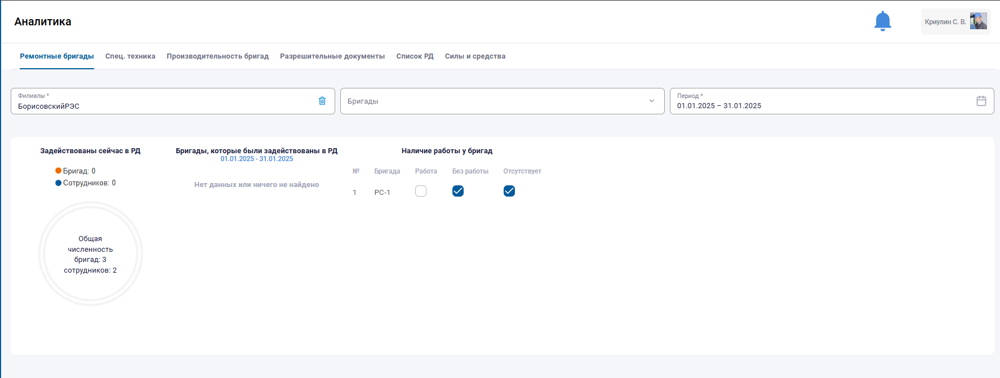 Аналитика
Криулин С. В.
Ремонтные бригады Спец. техника Производительность бригад Разрешительные документы Список РД Силы и средства
Филиалы *
БорисовскийРЭС
Бригады
Период *
01.01.2025 – 31.01.2025
Задействованы сейчас в РД
Бригад: 0
Сотрудников: 0
Общая
численность
бригад: 3
сотрудников: 2
Бригады, которые были задействованы в РД
01.01.2025 - 31.01.2025
Нет данных или ничего не найдено
Наличие работы у бригад
№ Бригада Работа Без работы Отсутствует
1 РС-1